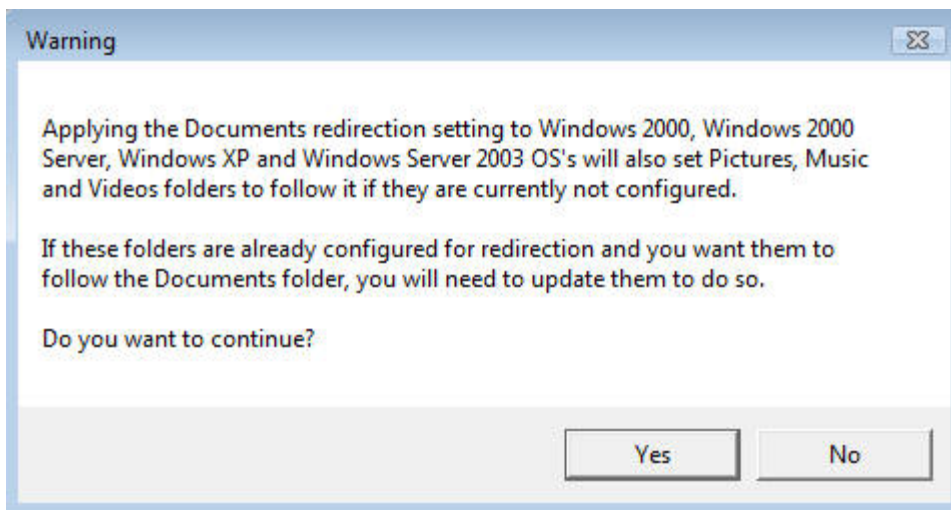 Warning
Applying the Documents redirection setting to Windows 2000, Windows 2000
Server, Windows XP and Windows Server 2003 OS's will also set Pictures, Music
and Videos folders to follow it if they are currently not configured.
If these folders are already configured for redirection and you want them to
follow the Documents folder, you will need to update them to do so.
Do you want to continue?
Yes No